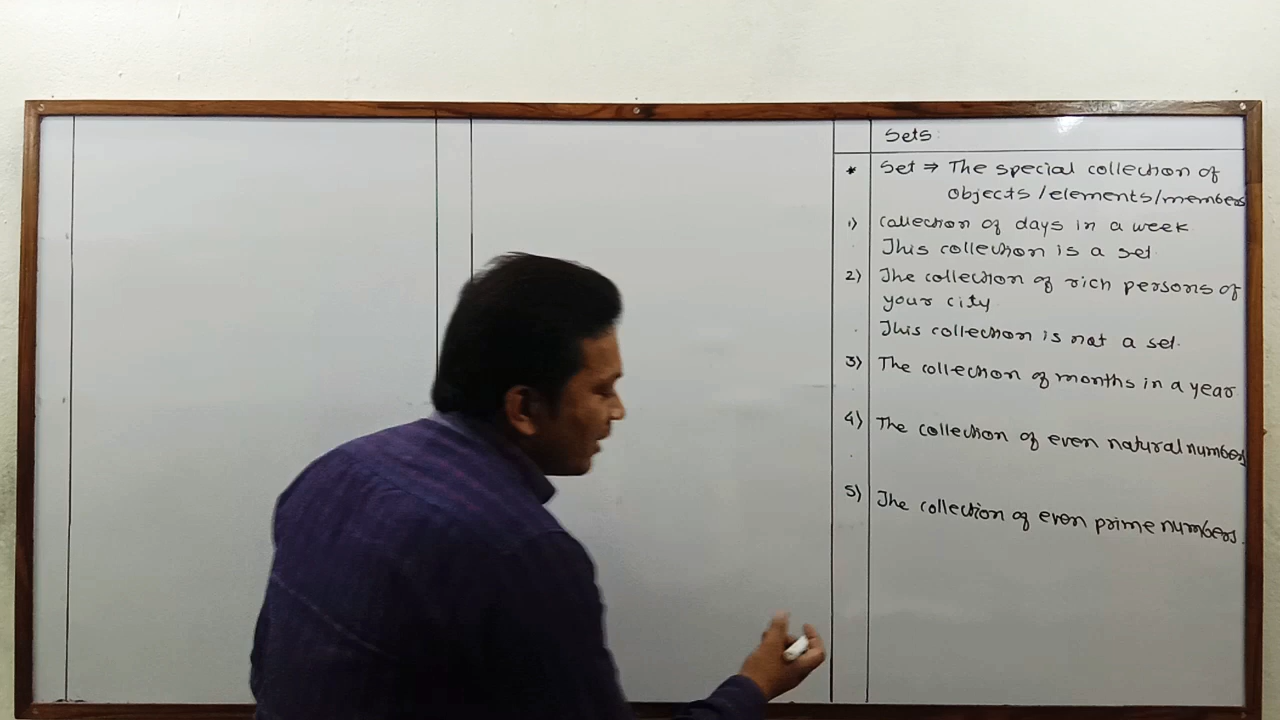 Sets:
* Set ⇒ The special collection of
objects/elements/members
1) Collection of days in a week
This collection is a set.
2) The collection of rich persons of
your city
This collection is not a set.
3) The collection of months in a year
4) The collection of even natural numbers
5) The collection of even prime numbers.